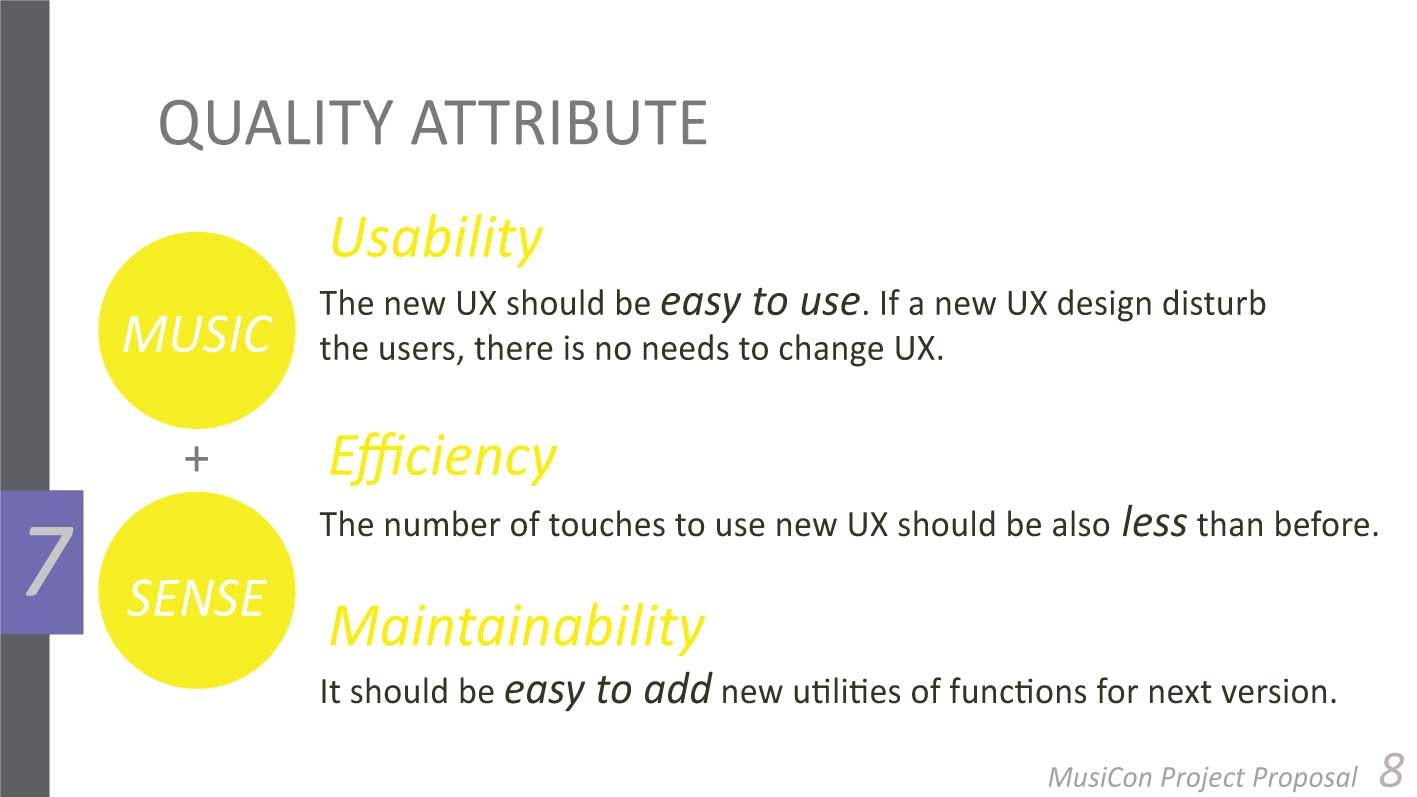 QUALITY ATTRIBUTE
MUSIC
+
SENSE
7
Usability
The new UX should be easy to use. If a new UX design disturb
the users, there is no needs to change UX.
Efficiency
The number of touches to use new UX should be also less than before.
Maintainability
It should be easy to add new utilities of functions for next version.
MusiCon Project Proposal 8